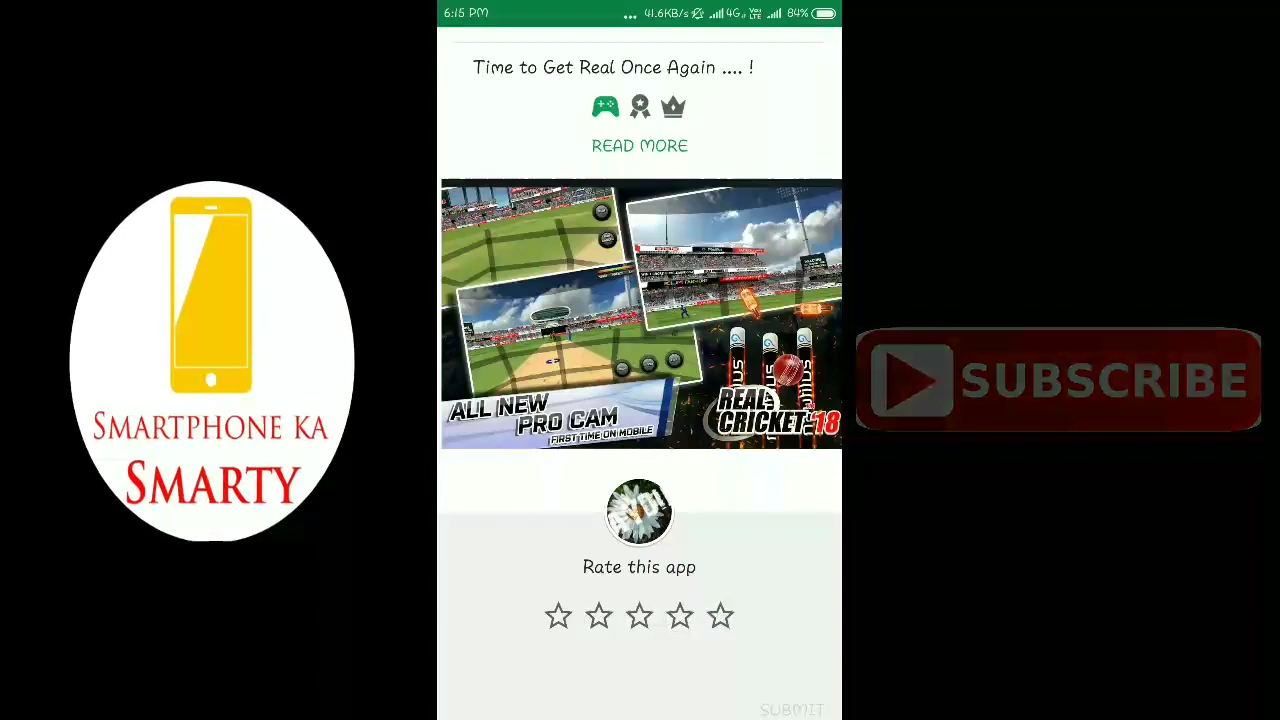 6:15 PM
... 41.6KB/s 4G VoLTE 84%
Time to Get Real Once Again .... !
READ MORE
ALL NEW
PRO CAM
FIRST TIME ON MOBILE
REAL
CRICKET
18
Rate this app
SUBMIT
SMARTPHONE KA
SMARTY
SUBSCRIBE